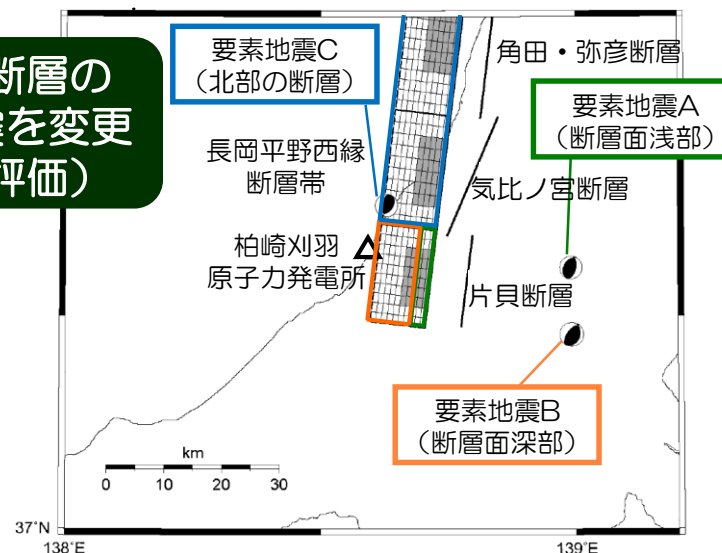 断層の
を変更
評価）
要素地震C
（北部の断層）
角田・弥彦断層
要素地震A
（断層面浅部）
長岡平野西縁
断層帯
気比ノ宮断層
柏崎刈羽
原子力発電所
片貝断層
要素地震B
（断層面深部）
km
0 10 20 30
37°N
138°E
139°E